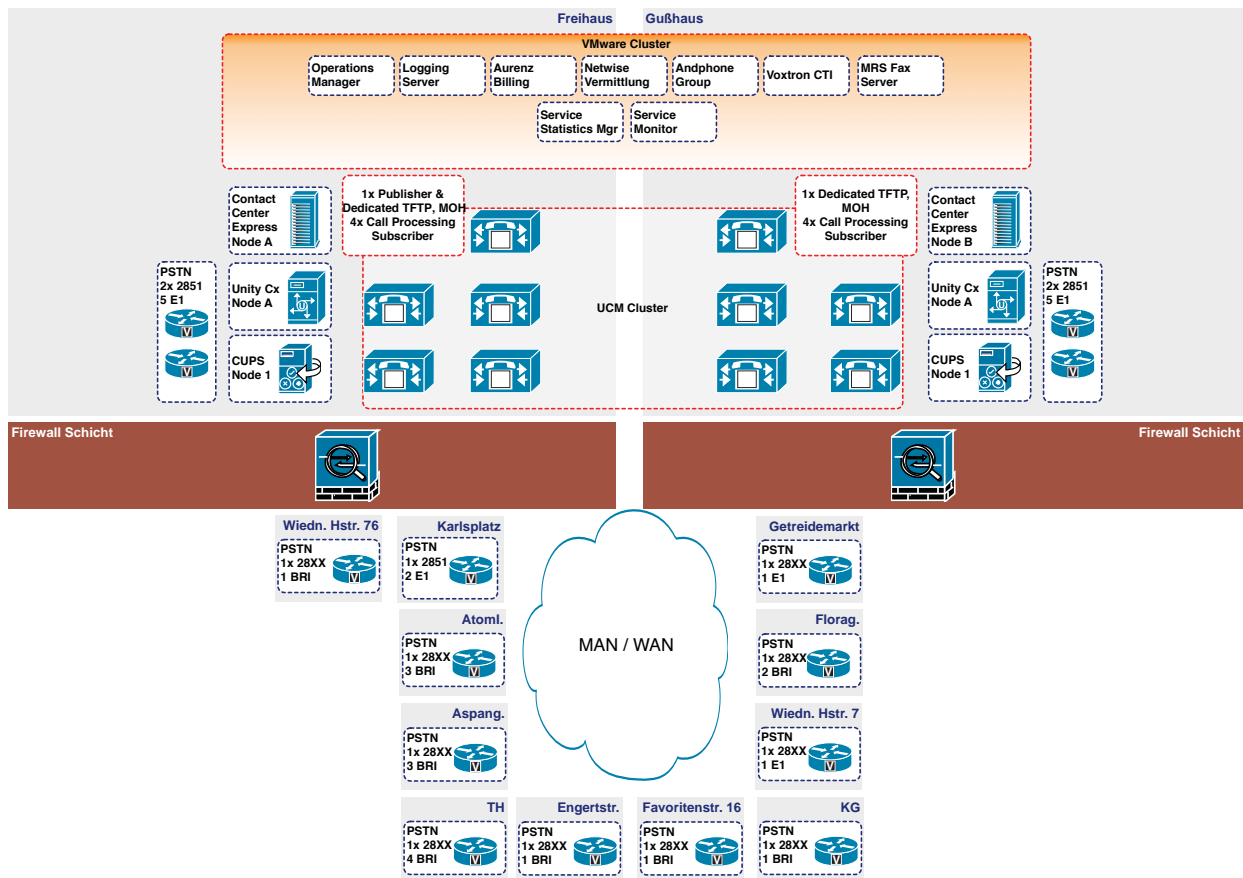 Freihaus
Gußhaus
VMware Cluster
Operations
Manager
Logging
Server
Aurenz
Billing
Netwise
Vermittlung
Andphone
Group
Voxtron CTI
MRS Fax
Server
Service
Statistics Mgr
Service
Monitor
Contact
Center
Express
Node A
1x Publisher &
Dedicated TFTP, MOH
4x Call Processing
Subscriber
1x Dedicated TFTP,
MOH
4x Call Processing
Subscriber
Contact
Center
Express
Node B
PSTN
2x 2851
5 E1
V
V
Unity Cx
Node A
U
CUPS
Node 1
UCM Cluster
Unity Cx
Node A
U
CUPS
Node 1
PSTN
2x 2851
5 E1
V
V
Firewall Schicht
Firewall Schicht
Wiedn. Hstr. 76
PSTN
1x 28XX
1 BRI
V
Karlsplatz
PSTN
1x 2851
2 E1
V
Getreidemarkt
PSTN
1x 28XX
1 E1
V
Atoml.
PSTN
1x 28XX
3 BRI
V
MAN / WAN
Florag.
PSTN
1x 28XX
2 BRI
V
Aspang.
PSTN
1x 28XX
3 BRI
V
Wiedn. Hstr. 7
PSTN
1x 28XX
1 E1
V
TH
PSTN
1x 28XX
4 BRI
V
Engertstr.
PSTN
1x 28XX
1 BRI
V
Favoritenstr. 16
PSTN
1x 28XX
1 BRI
V
KG
PSTN
1x 28XX
1 BRI
V